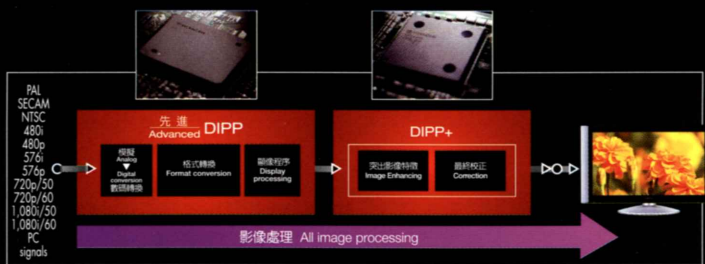 PAL
SECAM
NTSC
480i
480p
576i
576p
720p/50
720p/60
1,080i/50
1,080i/60
PC
signals
先進
Advanced DIPP
模擬
Analog
Digital
conversion
數碼轉換
格式轉換
Format conversion
顯像程序
Display
processing
DIPP+
突出影像特徵
Image Enhancing
最終校正
Correction
影像處理 All image processing